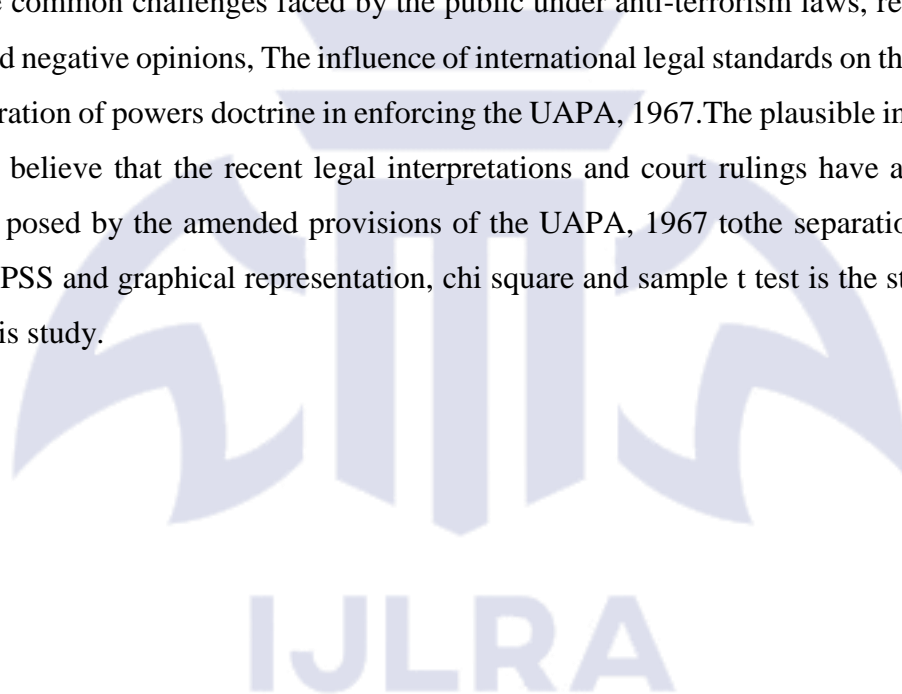 common challenges faced by the public under anti-terrorism laws, re
d negative opinions, The influence of international legal standards on th
ration of powers doctrine in enforcing the UAPA, 1967.The plausible in
believe that the recent legal interpretations and court rulings have a
posed by the amended provisions of the UAPA, 1967 tothe separatio
PSS and graphical representation, chi square and sample t test is the st
is study.
IJLRA